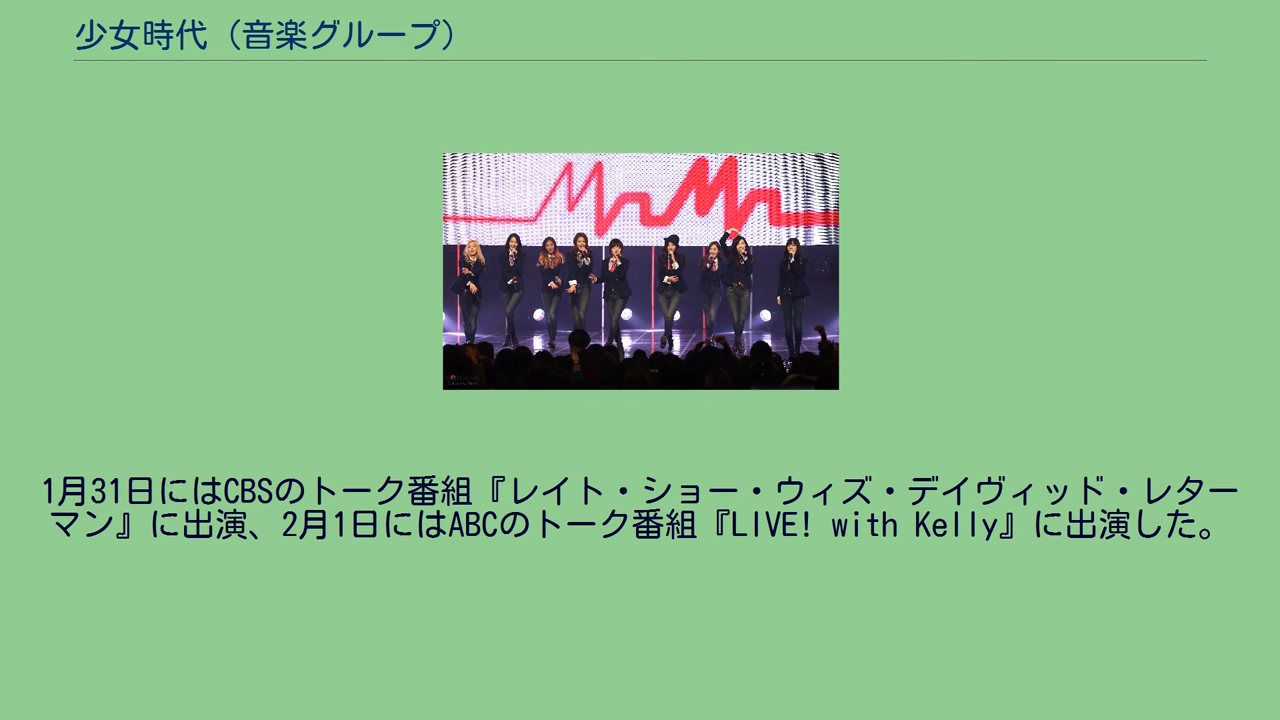 少女時代（音楽グループ）
Mr.Mr.
1月31日にはCBSのトーク番組『レイト・ショー・ウィズ・デイヴィッド・レター
マン』に出演、2月1日にはABCのトーク番組『LIVE! with Kelly』に出演した。